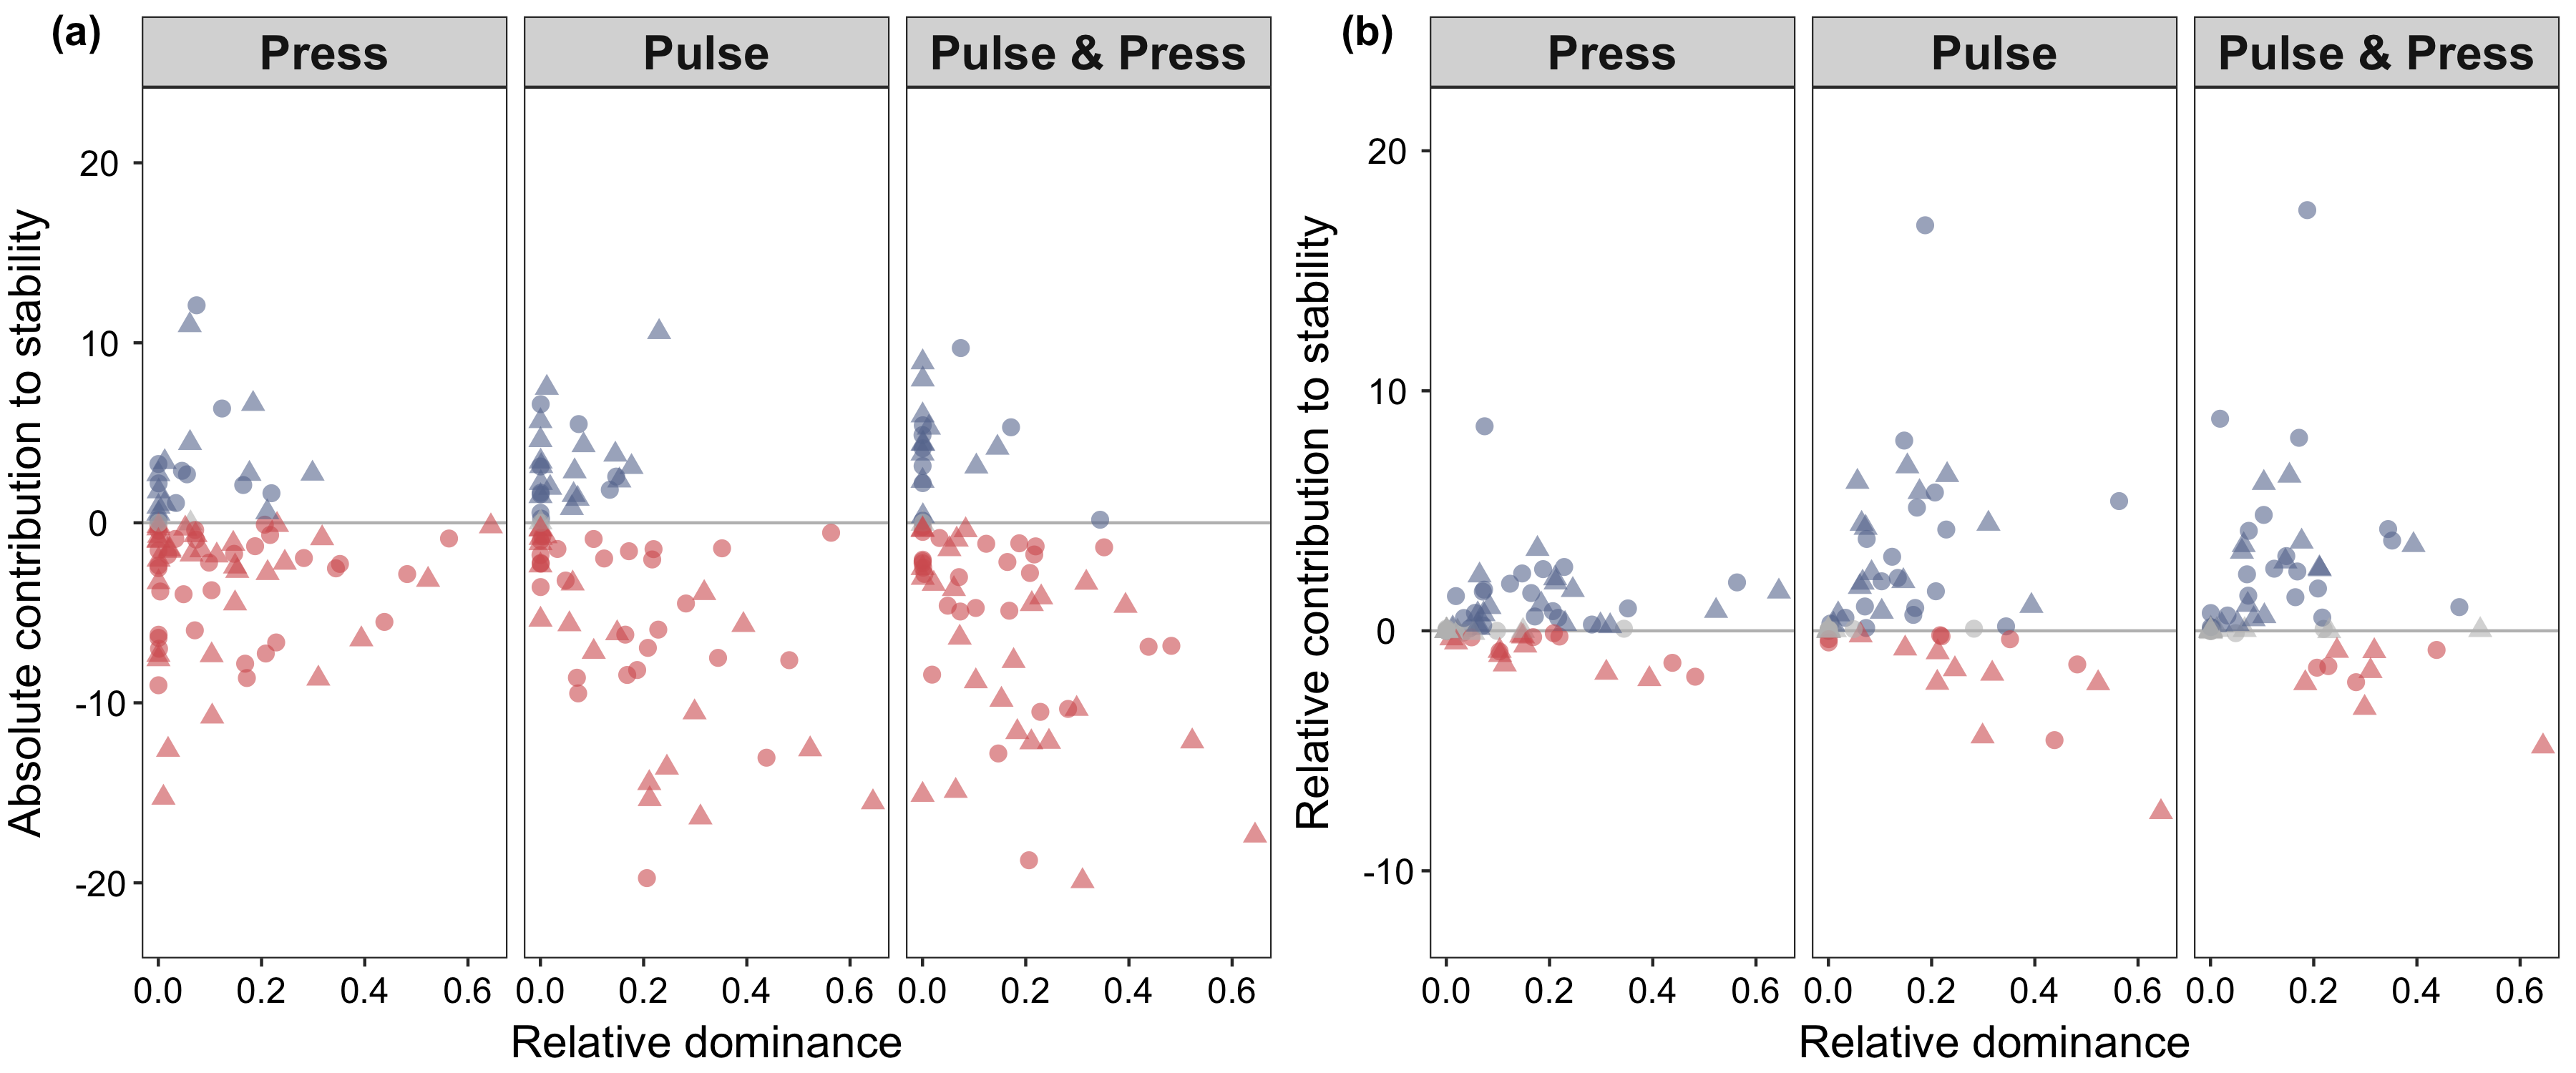 (a)
Press
Pulse
Pulse & Press
Absolute contribution to stability
20
10
0
-10
-20
0.0 0.2 0.4 0.6
0.0 0.2 0.4 0.6
0.0 0.2 0.4 0.6
Relative dominance
(b)
Press
Pulse
Pulse & Press
Relative contribution to stability
20
10
0
-10
0.0 0.2 0.4 0.6
0.0 0.2 0.4 0.6
0.0 0.2 0.4 0.6
Relative dominance